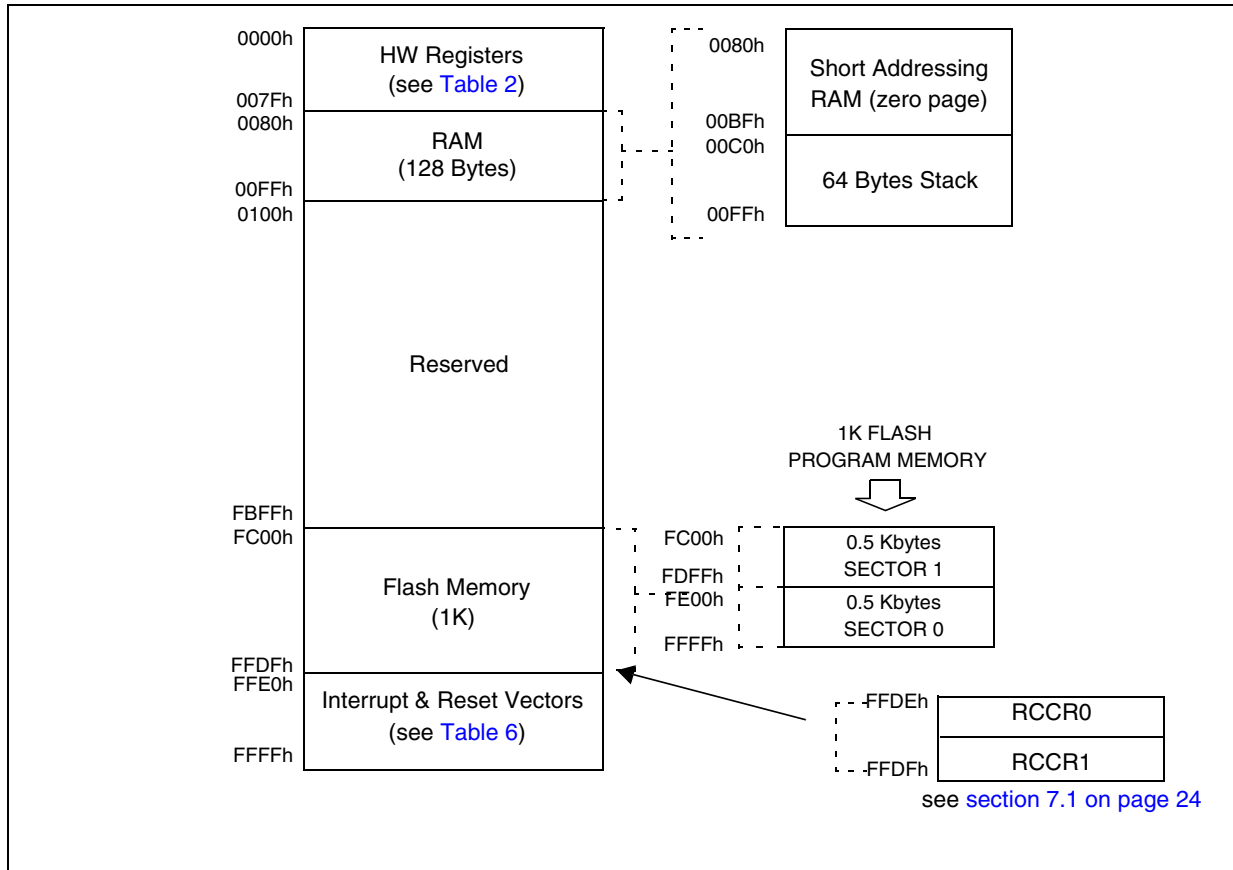 0000h
HW Registers
(see Table 2)
007Fh
0080h
RAM
(128 Bytes)
00FFh
0100h
Reserved
FBFFh
FC00h
Flash Memory
(1K)
FFDFh
FFE0h
Interrupt & Reset Vectors
(see Table 6)
FFFFh
0080h
Short Addressing
RAM (zero page)
00BFh
00C0h
64 Bytes Stack
00FFh
1K FLASH
PROGRAM MEMORY
FC00h
0.5 Kbytes
SECTOR 1
FDFFh
FE00h
0.5 Kbytes
SECTOR 0
FFFFh
FFDEh
RCCR0
RCCR1
FFDFh
see section 7.1 on page 24